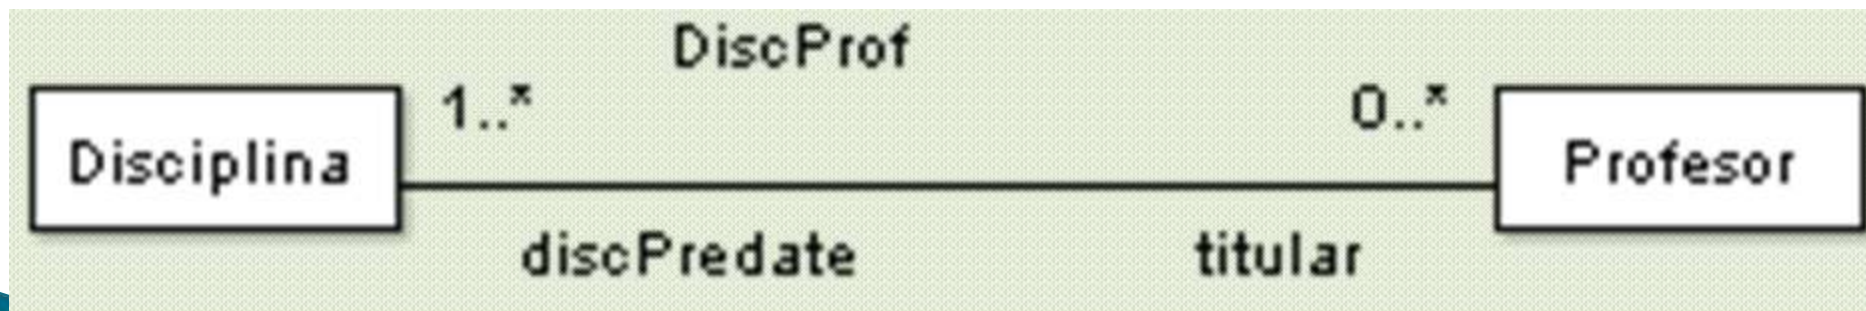 DiscProf
1..*
0..*
Disciplina
Profesor
discPredate
titular